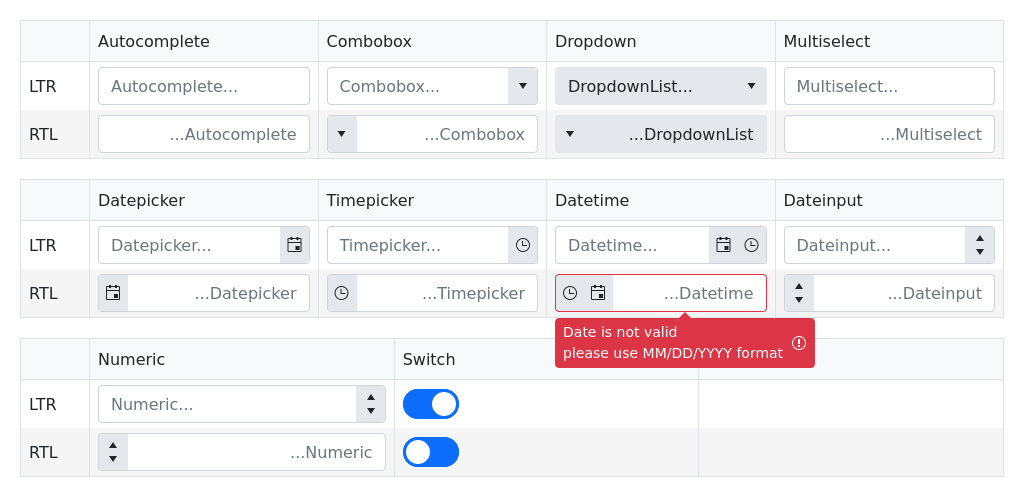 Autocomplete Combobox Dropdown Multiselect
LTR Autocomplete... Combobox... DropdownList... Multiselect...
RTL ...Autocomplete ...Combobox ...DropdownList ...Multiselect
Datepicker Timepicker Datetime Dateinput
LTR Datepicker... Timepicker... Datetime... Dateinput...
RTL ...Datepicker ...Timepicker ...Datetime ...Dateinput
Date is not valid
please use MM/DD/YYYY format
Numeric Switch
LTR Numeric...
RTL ...Numeric